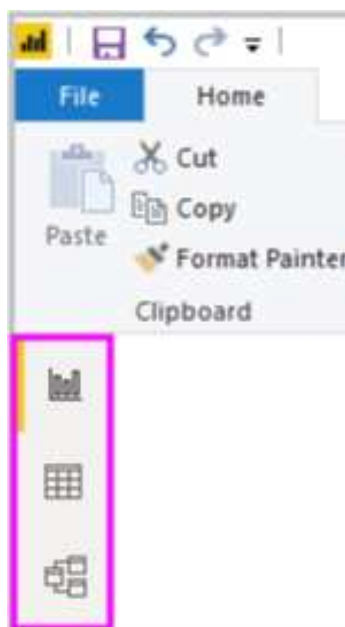 File Home
Cut
Copy
Paste
Format Painter
Clipboard